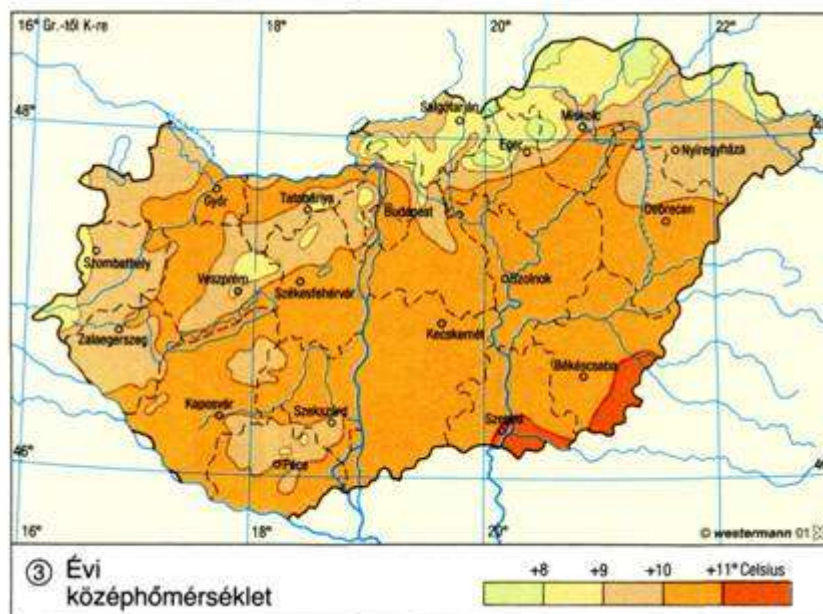 16° Gr.-től K-re
18°
20°
22°
48°
Salgótarján
Miskolc
Eger
Nyíregyháza
Győr
Tatabánya
Budapest
Debrecen
Szombathely
Veszprém
Székesfehérvár
Szolnok
Zalaegerszeg
Kecskemét
Békéscsaba
Kaposvár
Szekszárd
Szeged
46°
Pécs
16°
18°
20°
© westermann 01
③ Évi
középhőmérséklet
+8 +9 +10 +11° Celsius